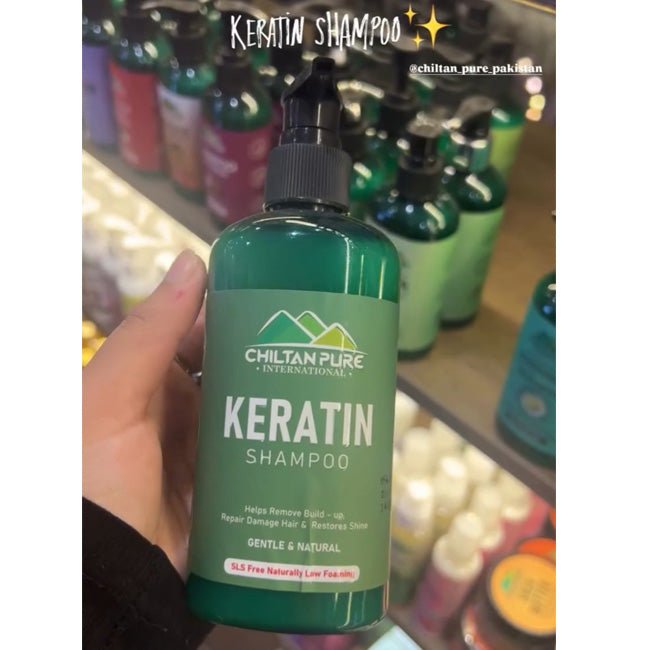 KERATIN SHAMPOO
@chiltan_pure_pakistan
CHILTAN PURE
• INTERNATIONAL •
KERATIN
SHAMPOO
Helps Remove Build - up,
Repair Damage Hair & Restores Shine
GENTLE & NATURAL
SLS Free Naturally Low Foaming